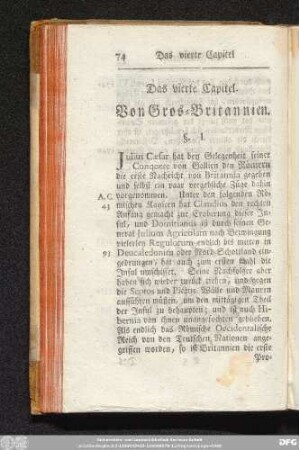 74 Das vierte Capitel
Das vierte Capitel.
Von Gros-Britannien.
§. I.
Julius Cæsar hat bey Gelegenheit seiner
Conquete von Gallien den Römern
die erste Nachricht von Britannia gegeben
und selbst ein paar vergebliche Züge dahin
A.C. vorgenommen. Unter den folgenden Rö-
43 mischen Kaysern hat Claudius den rechten
Anfang gemacht zur Eroberung dieser In-
sul, und Domitianus ist durch seinen Ge-
neral Julium Agricolam nach Bezwingung
vieler Regulorum endlich bis mitten in
91 Deucaledonien oder Nord-Schottland ein-
gedrungen, hat auch zum ersten mahl die
Insul umschiffet. Seine Nachfolger aber
haben sich wieder zurück ziehen, und gegen
die Scotos und Pictos Wälle und Mauren
aufführen müssen, um den mittägigen Theil
der Insul zu behaupten; und ist auch Hi-
bernia von ihnen unangefochten geblieben.
Als endlich das Römische Occidentalische
Reich von den Teutschen Nationen ange-
griffen worden, so ist Britannien die erste
Pro-